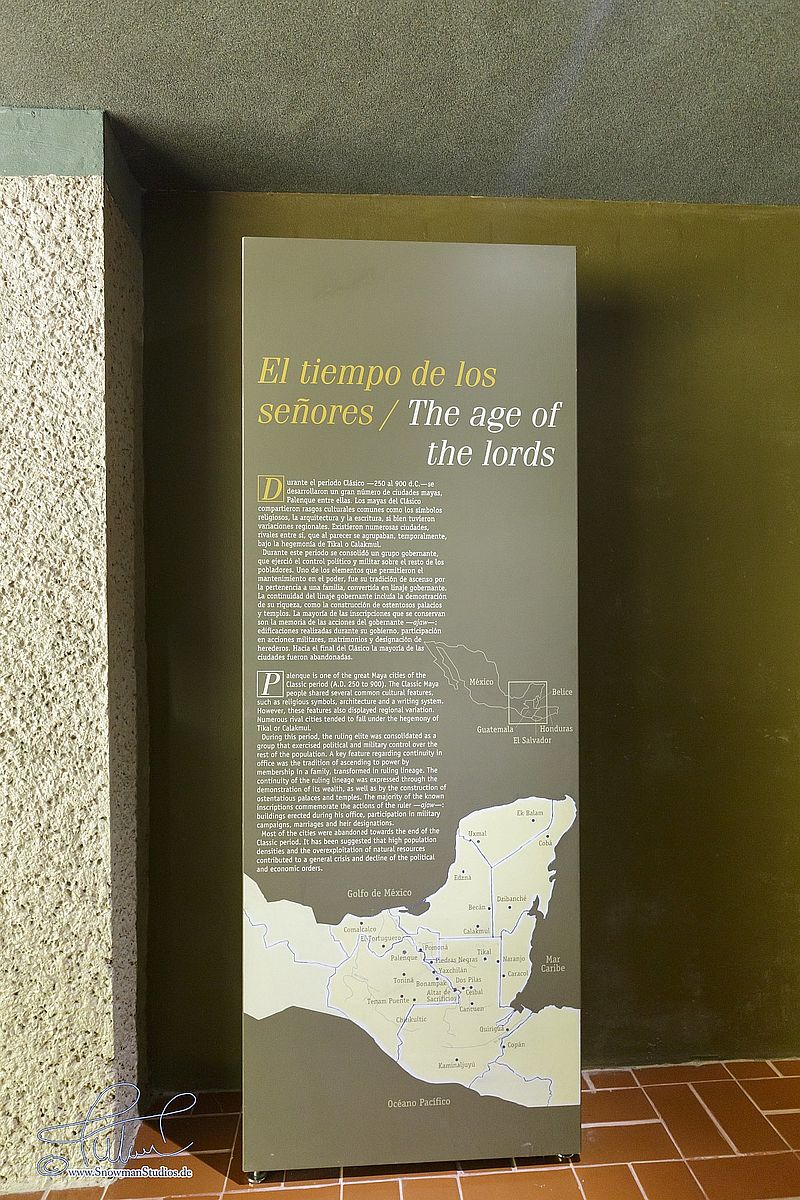 El tiempo de los
señores / The age of
the lords
Durante el periodo Clásico —250 al 900 d.C.—se
desarrollaron un gran número de ciudades mayas,
Palenque entre ellas. Los mayas del Clásico
compartieron rasgos culturales comunes como los símbolos
religiosos, la arquitectura y la escritura, si bien tuvieron
variaciones regionales. Existieron numerosas ciudades,
rivales entre sí, que al parecer se agrupaban, temporalmente,
bajo la hegemonía de Tikal o Calakmul.
Durante este periodo se consolidó un grupo gobernante,
que ejerció el control político y militar sobre el resto de los
pobladores. Uno de los elementos que permitieron el
mantenimiento en el poder, fue su tradición de ascenso por
la pertenencia a una familia, convertida en linaje gobernante.
La continuidad del linaje gobernante incluía la demostración
de su riqueza, como la construcción de ostentosos palacios
y templos. La mayoría de las inscripciones que se conservan
son la memoria de las acciones del gobernante —ajaw—:
edificaciones realizadas durante su gobierno, participación
en acciones militares, matrimonios y designación de
herederos. Hacia el final del Clásico la mayoría de las
ciudades fueron abandonadas.
Palenque is one of the great Maya cities of the
Classic period (A.D. 250 to 900). The Classic Maya
people shared several common cultural features,
such as religious symbols, architecture and a writing system.
However, these features also displayed regional variation.
Numerous rival cities tended to fall under the hegemony of
Tikal or Calakmul.
During this period, the ruling elite was consolidated as a
group that exercised political and military control over the
rest of the population. A key feature regarding continuity in
office was the tradition of ascending to power by
membership in a family, transformed in ruling lineage. The
continuity of the ruling lineage was expressed through the
demonstration of its wealth, as well as by the construction of
ostentatious palaces and temples. The majority of the known
inscriptions commemorate the actions of the ruler —ajaw—:
buildings erected during his office, participation in military
campaigns, marriages and heir designations.
Most of the cities were abandoned towards the end of the
Classic period. It has been suggested that high population
densities and the overexploitation of natural resources
contributed to a general crisis and decline of the political
and economic orders.
México
Belice
Guatemala
Honduras
El Salvador
Ek Balam
Uxmal
Cobá
Edzná
Dzibanché
Becán
Golfo de México
Calakmul
Comalcalco
El Tortuguero
Pomoná
Palenque
Tikal
Piedras Negras
Naranjo
Mar
Caribe
Yaxchilán
Caracol
Toniná
Bonampak
Dos Pilas
Altar de
Sacrificios
Ceibal
Tenam Puente
Cancuen
Chinkultic
Quiriguá
Copán
Kaminaljuyú
Océano Pacífico
© www.SnowmanStudios.de